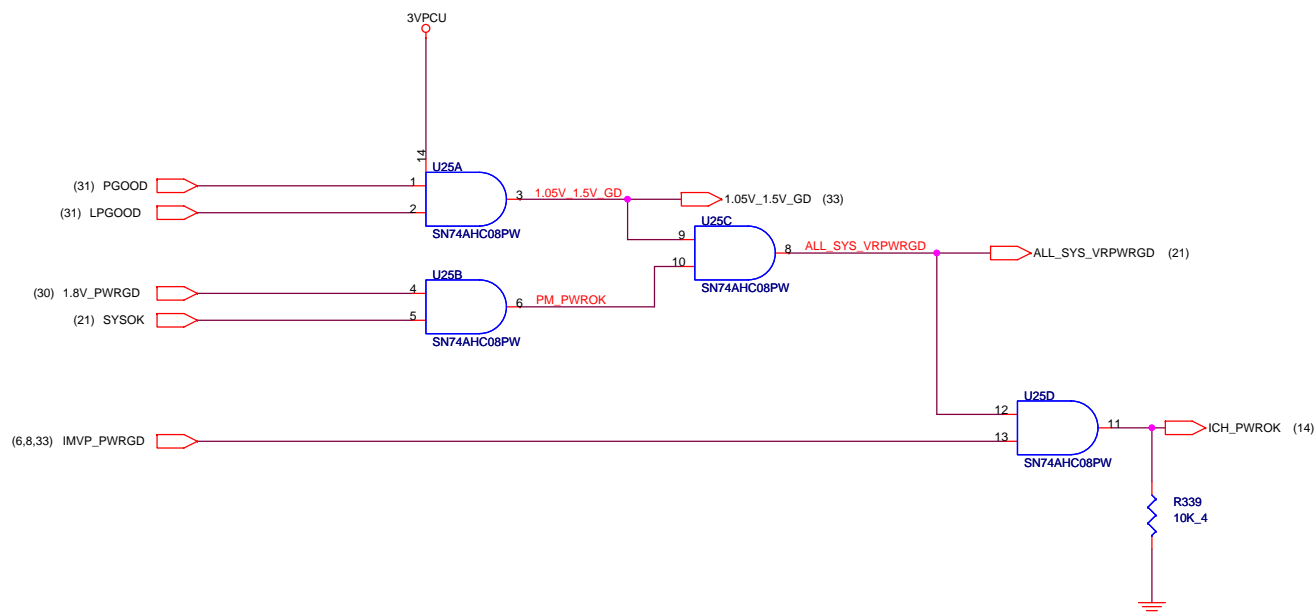 3VPCU
14
U25A
(31) PGOOD
1
3
1.05V_1.5V_GD
1.05V_1.5V_GD (33)
(31) LPGOOD
2
SN74AHC08PW
U25C
9
8
ALL_SYS_VRPWRGD
ALL_SYS_VRPWRGD (21)
10
SN74AHC08PW
U25B
(30) 1.8V_PWRGD
4
6
PM_PWROK
(21) SYSOK
5
SN74AHC08PW
U25D
12
11
ICH_PWROK (14)
(6,8,33) IMVP_PWRGD
13
SN74AHC08PW
R339
10K_4